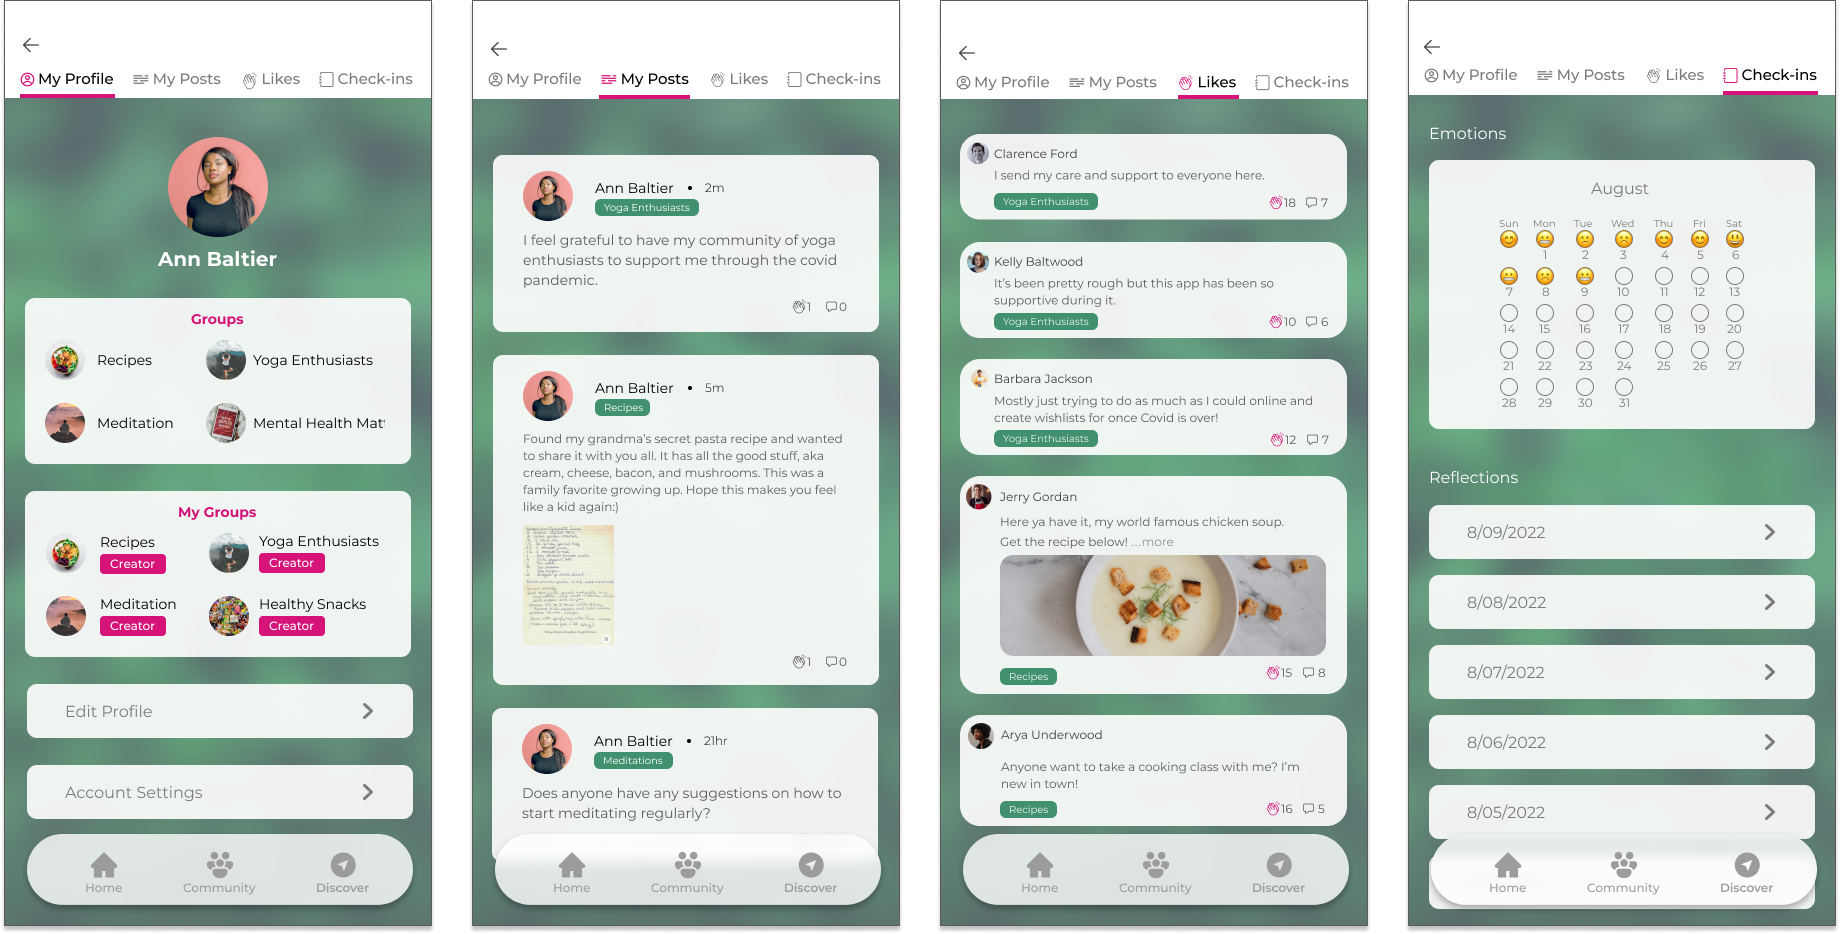 My Profile
My Posts
Likes
Check-ins
Ann Baltier
Groups
Recipes
Yoga Enthusiasts
Meditation
Mental Health Mat
My Groups
Recipes
Creator
Yoga Enthusiasts
Creator
Meditation
Creator
Healthy Snacks
Creator
Edit Profile
Account Settings
Home
Community
Discover
My Profile
My Posts
Likes
Check-ins
Ann Baltier • 2m
Yoga Enthusiasts
I feel grateful to have my community of yoga
enthusiasts to support me through the covid
pandemic.
1 0
Ann Baltier • 5m
Recipes
Found my grandma's secret pasta recipe and wanted
to share it with you all. It has all the good stuff, aka
cream, cheese, bacon, and mushrooms. This was a
family favorite growing up. Hope this makes you feel
like a kid again:)
1 0
Ann Baltier • 21hr
Meditations
Does anyone have any suggestions on how to
start meditating regularly?
Home
Community
Discover
My Profile
My Posts
Likes
Check-ins
Clarence Ford
I send my care and support to everyone here.
Yoga Enthusiasts
18 7
Kelly Baltwood
It's been pretty rough but this app has been so
supportive during it.
Yoga Enthusiasts
10 6
Barbara Jackson
Mostly just trying to do as much as I could online and
create wishlists for once Covid is over!
Yoga Enthusiasts
12 7
Jerry Gordan
Here ya have it, my world famous chicken soup.
Get the recipe below! ...more
Recipes
15 8
Arya Underwood
Anyone want to take a cooking class with me? I'm
new in town!
Recipes
16 5
Home
Community
Discover
My Profile
My Posts
Likes
Check-ins
Emotions
August
Sun Mon Tue Wed Thu Fri Sat
1 2 3 4 5 6
7 8 9 10 11 12 13
14 15 16 17 18 19 20
21 22 23 24 25 26 27
28 29 30 31
Reflections
8/09/2022
8/08/2022
8/07/2022
8/06/2022
8/05/2022
Home
Community
Discover